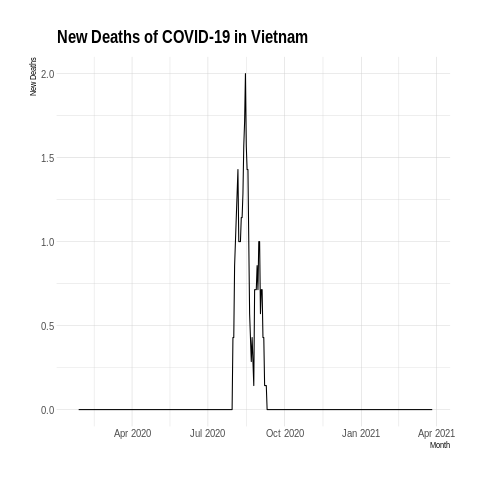 New Deaths of COVID-19 in Vietnam
New Deaths
2.0
1.5
1.0
0.5
0.0
Apr 2020 Jul 2020 Oct 2020 Jan 2021 Apr 2021
Month